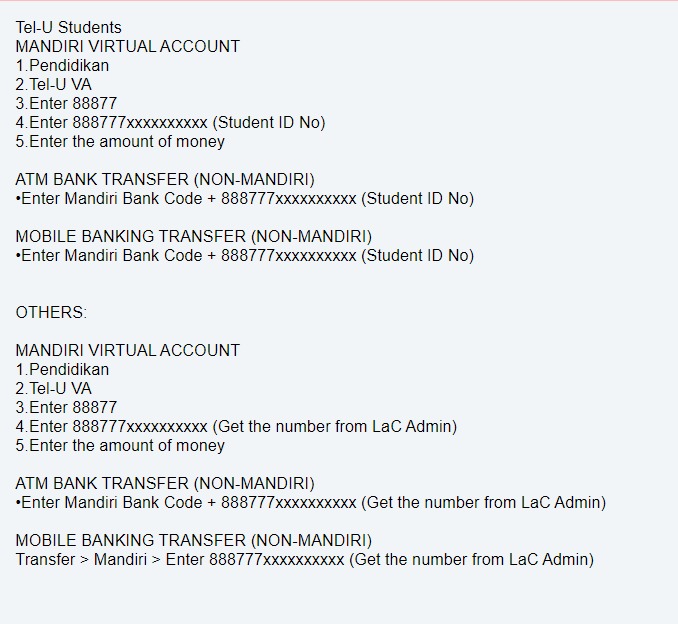 Tel-U Students
MANDIRI VIRTUAL ACCOUNT
1.Pendidikan
2.Tel-U VA
3.Enter 88877
4.Enter 888777xxxxxxxxxx (Student ID No)
5.Enter the amount of money
ATM BANK TRANSFER (NON-MANDIRI)
•Enter Mandiri Bank Code + 888777xxxxxxxxxx (Student ID No)
MOBILE BANKING TRANSFER (NON-MANDIRI)
•Enter Mandiri Bank Code + 888777xxxxxxxxxx (Student ID No)
OTHERS:
MANDIRI VIRTUAL ACCOUNT
1.Pendidikan
2.Tel-U VA
3.Enter 88877
4.Enter 888777xxxxxxxxxx (Get the number from LaC Admin)
5.Enter the amount of money
ATM BANK TRANSFER (NON-MANDIRI)
•Enter Mandiri Bank Code + 888777xxxxxxxxxx (Get the number from LaC Admin)
MOBILE BANKING TRANSFER (NON-MANDIRI)
Transfer > Mandiri > Enter 888777xxxxxxxxxx (Get the number from LaC Admin)